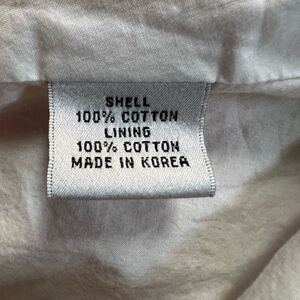 SHELL
100% COTTON
LINING
100% COTTON
MADE IN KOREA